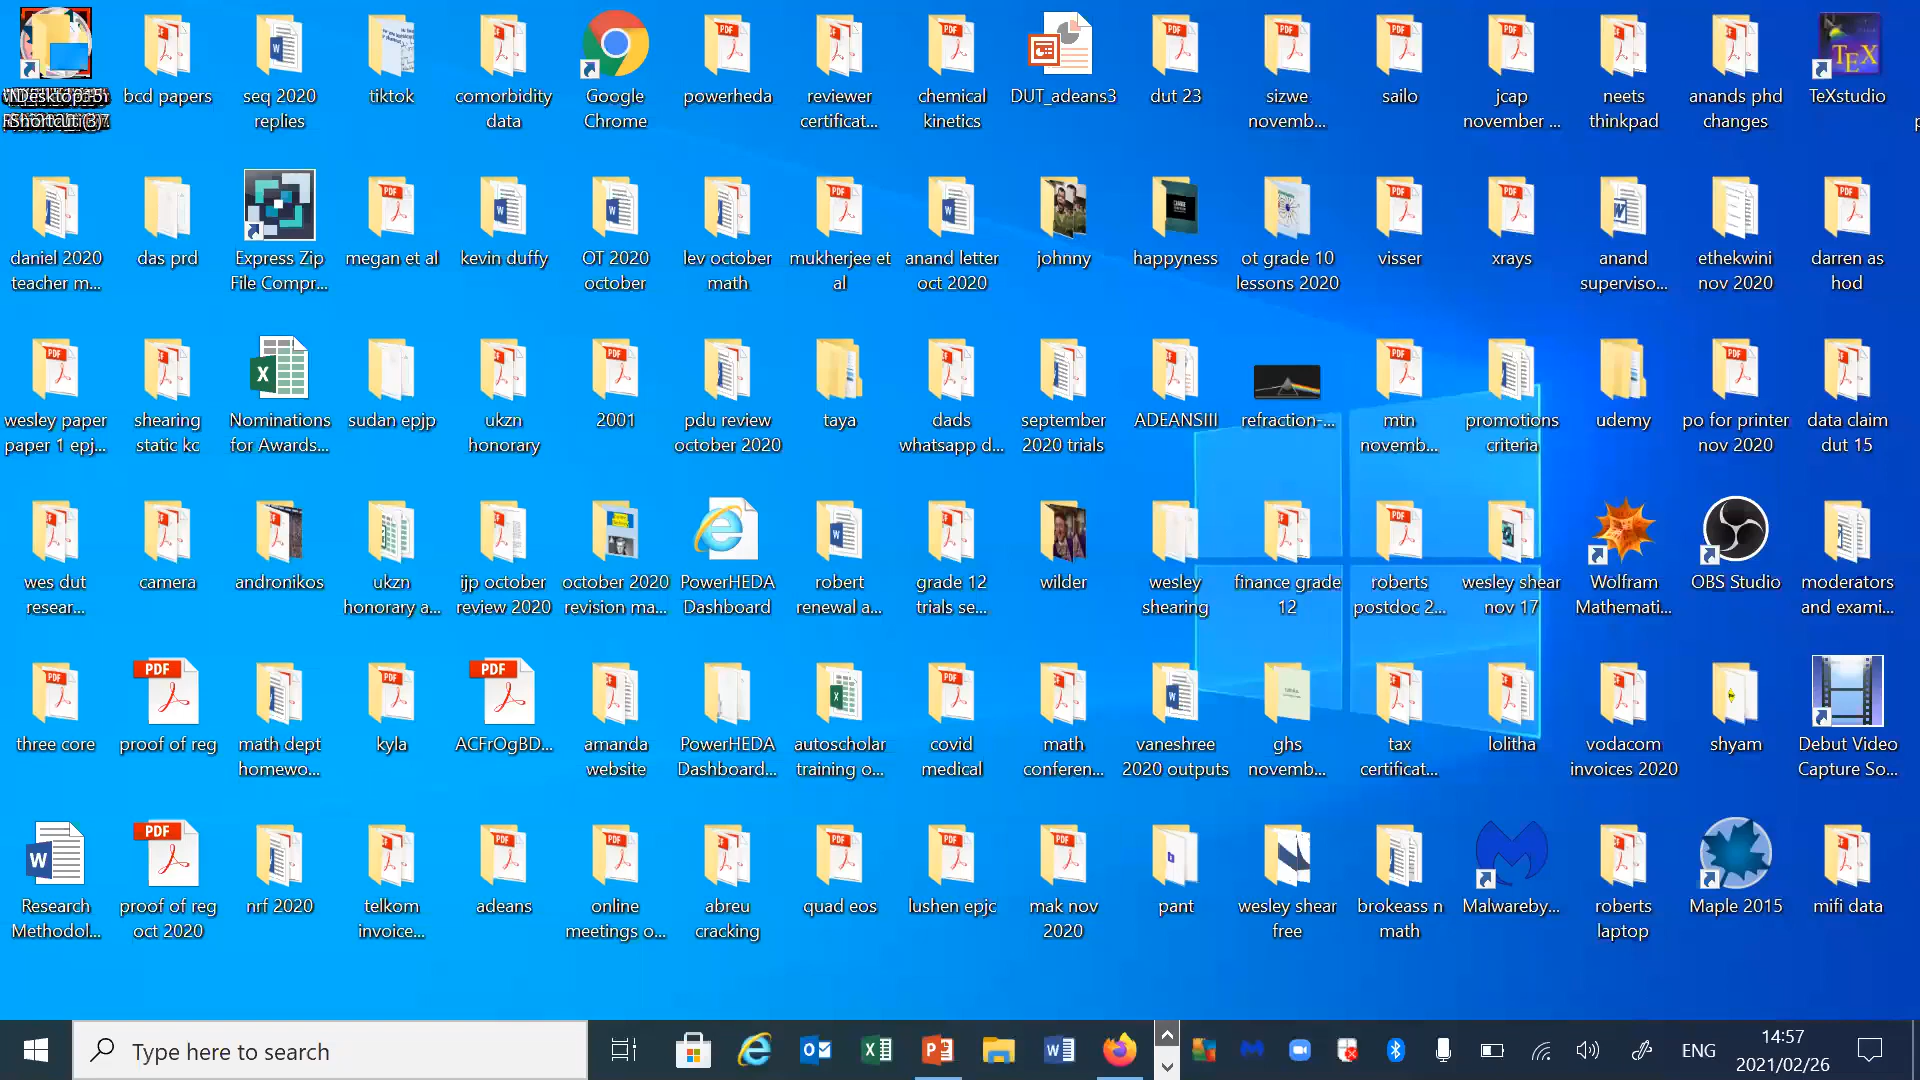 Desktop
Shortcut
bcd papers
seq 2020
replies
tiktok
comorbidity
data
Google
Chrome
powerheda
reviewer
certificat...
chemical
kinetics
DUT_adeans3
dut 23
sizwe
novemb...
sailo
jcap
november ...
neets
thinkpad
anands phd
changes
TeXstudio
daniel 2020
teacher m...
das prd
Express Zip
File Compr...
megan et al
kevin duffy
OT 2020
october
lev october
math
mukherjee et
al
anand letter
oct 2020
johnny
happyness
ot grade 10
lessons 2020
visser
xrays
anand
superviso...
ethekwini
nov 2020
darren as
hod
wesley paper
paper 1 epj...
shearing
static kc
Nominations
for Awards...
sudan epjp
ukzn
honorary
2001
pdu review
october 2020
taya
dads
whatsapp d...
september
2020 trials
ADEANSIII
refraction-...
mtn
novemb...
promotions
criteria
udemy
po for printer
nov 2020
data claim
dut 15
wes dut
resear...
camera
andronikos
ukzn
honorary a...
ijp october
review 2020
october 2020
revision ma...
PowerHEDA
Dashboard
robert
renewal a...
grade 12
trials se...
wilder
wesley
shearing
finance grade
12
roberts
postdoc 2...
wesley shear
nov 17
Wolfram
Mathemati...
OBS Studio
moderators
and exami...
three core
proof of reg
math dept
homewo...
kyla
ACFrOgBD...
amanda
website
PowerHEDA
Dashboard...
autoscholar
training o...
covid
medical
math
conferen...
vaneshree
2020 outputs
ghs
novemb...
tax
certificat...
lolitha
vodacom
invoices 2020
shyam
Debut Video
Capture So...
Research
Methodol...
proof of reg
oct 2020
nrf 2020
telkom
invoice...
adeans
online
meetings o...
abreu
cracking
quad eos
lushen epjc
mak nov
2020
pant
wesley shear
free
brokeass n
math
Malwareby...
roberts
laptop
Maple 2015
mifi data
Type here to search
ENG
14:57
2021/02/26